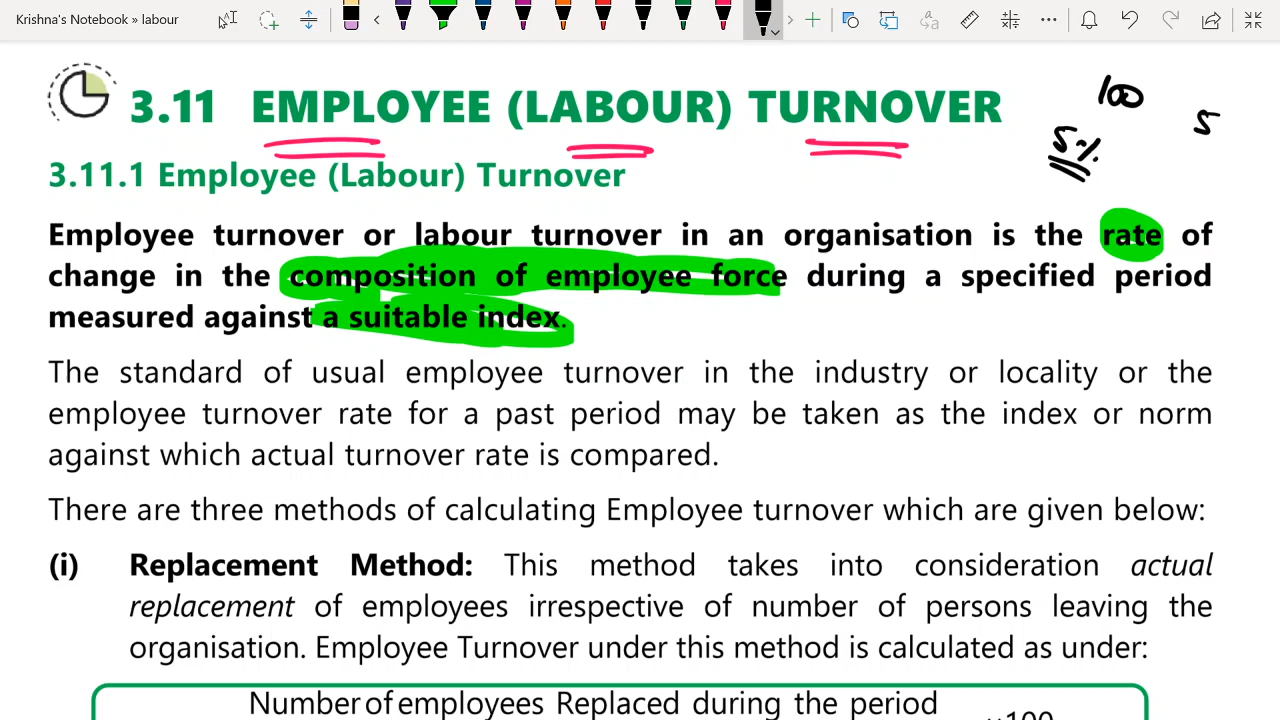 Krishna's Notebook » labour
3.11 EMPLOYEE (LABOUR) TURNOVER
100
5
5%
3.11.1 Employee (Labour) Turnover
Employee turnover or labour turnover in an organisation is the rate of
change in the composition of employee force during a specified period
measured against a suitable index.
The standard of usual employee turnover in the industry or locality or the
employee turnover rate for a past period may be taken as the index or norm
against which actual turnover rate is compared.
There are three methods of calculating Employee turnover which are given below:
(i) Replacement Method: This method takes into consideration actual
replacement of employees irrespective of number of persons leaving the
organisation. Employee Turnover under this method is calculated as under:
Number of employees Replaced during the period
×100